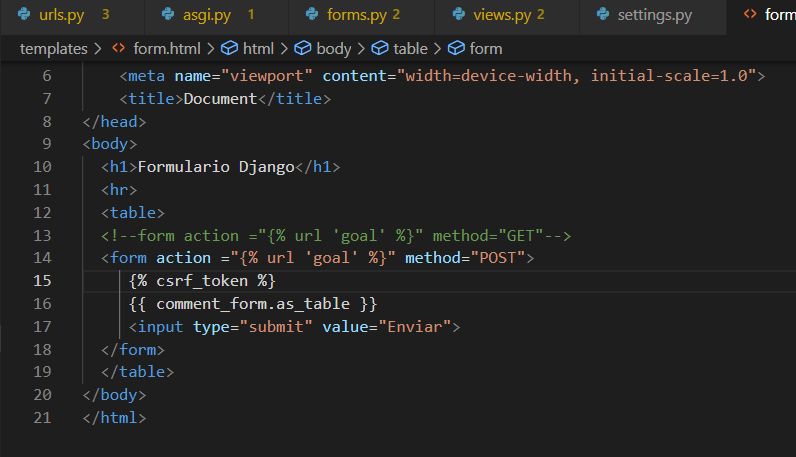 urls.py 3 asgi.py 1 forms.py 2 views.py 2 settings.py form
templates > form.html > html > body > table > form
6 <meta name="viewport" content="width=device-width, initial-scale=1.0">
7 <title>Document</title>
8 </head>
9 <body>
10 <h1>Formulario Django</h1>
11 <hr>
12 <table>
13 <!--form action ="{% url 'goal' %}" method="GET"-->
14 <form action ="{% url 'goal' %}" method="POST">
15 {% csrf_token %}
16 {{ comment_form.as_table }}
17 <input type="submit" value="Enviar">
18 </form>
19 </table>
20 </body>
21 </html>